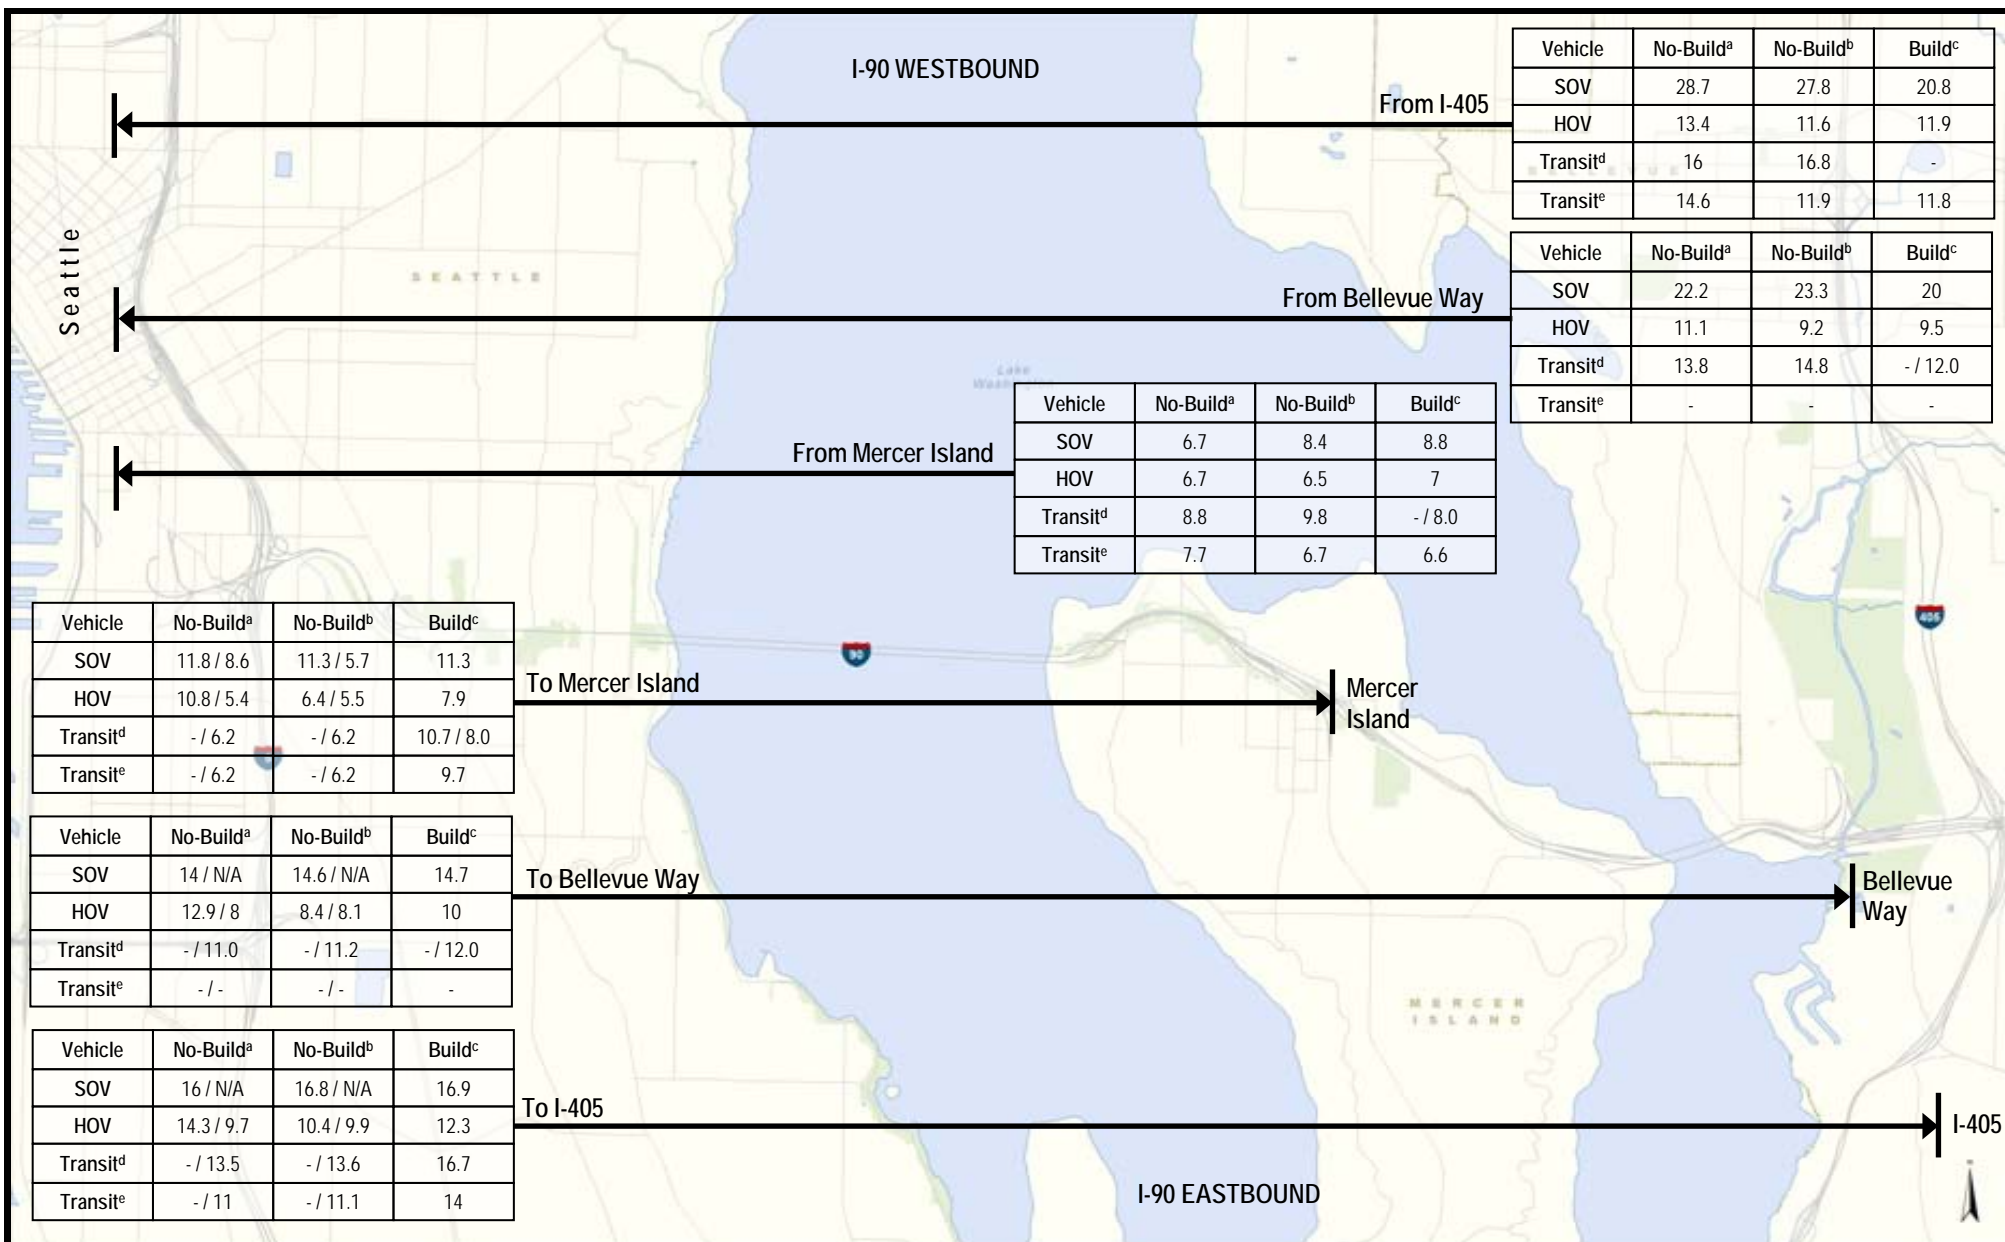 I-90 WESTBOUND
From I-405
Vehicle No-Buildᵃ No-Buildᵇ Buildᶜ
SOV 28.7 27.8 20.8
HOV 13.4 11.6 11.9
Transitᵈ 16 16.8 -
Transitᵉ 14.6 11.9 11.8
BELLEVUE
Seattle
SEATTLE
From Bellevue Way
Vehicle No-Buildᵃ No-Buildᵇ Buildᶜ
SOV 22.2 23.3 20
HOV 11.1 9.2 9.5
Transitᵈ 13.8 14.8 - / 12.0
Transitᵉ - - -
Lake
Washington
From Mercer Island
Vehicle No-Buildᵃ No-Buildᵇ Buildᶜ
SOV 6.7 8.4 8.8
HOV 6.7 6.5 7
Transitᵈ 8.8 9.8 - / 8.0
Transitᵉ 7.7 6.7 6.6
90
405
Vehicle No-Buildᵃ No-Buildᵇ Buildᶜ
SOV 11.8 / 8.6 11.3 / 5.7 11.3
HOV 10.8 / 5.4 6.4 / 5.5 7.9
Transitᵈ - / 6.2 - / 6.2 10.7 / 8.0
Transitᵉ - / 6.2 - / 6.2 9.7
To Mercer Island
Mercer
Island
Vehicle No-Buildᵃ No-Buildᵇ Buildᶜ
SOV 14 / N/A 14.6 / N/A 14.7
HOV 12.9 / 8 8.4 / 8.1 10
Transitᵈ - / 11.0 - / 11.2 - / 12.0
Transitᵉ - / - - / - -
To Bellevue Way
Bellevue
Way
MERCER
ISLAND
Vehicle No-Buildᵃ No-Buildᵇ Buildᶜ
SOV 16 / N/A 16.8 / N/A 16.9
HOV 14.3 / 9.7 10.4 / 9.9 12.3
Transitᵈ - / 13.5 - / 13.6 16.7
Transitᵉ - / 11 - / 11.1 14
To I-405
I-405
I-90 EASTBOUND